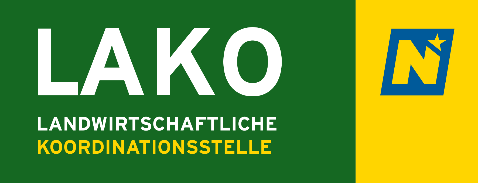 LAKO
LANDWIRTSCHAFTLICHE
KOORDINATIONSSTELLE
N